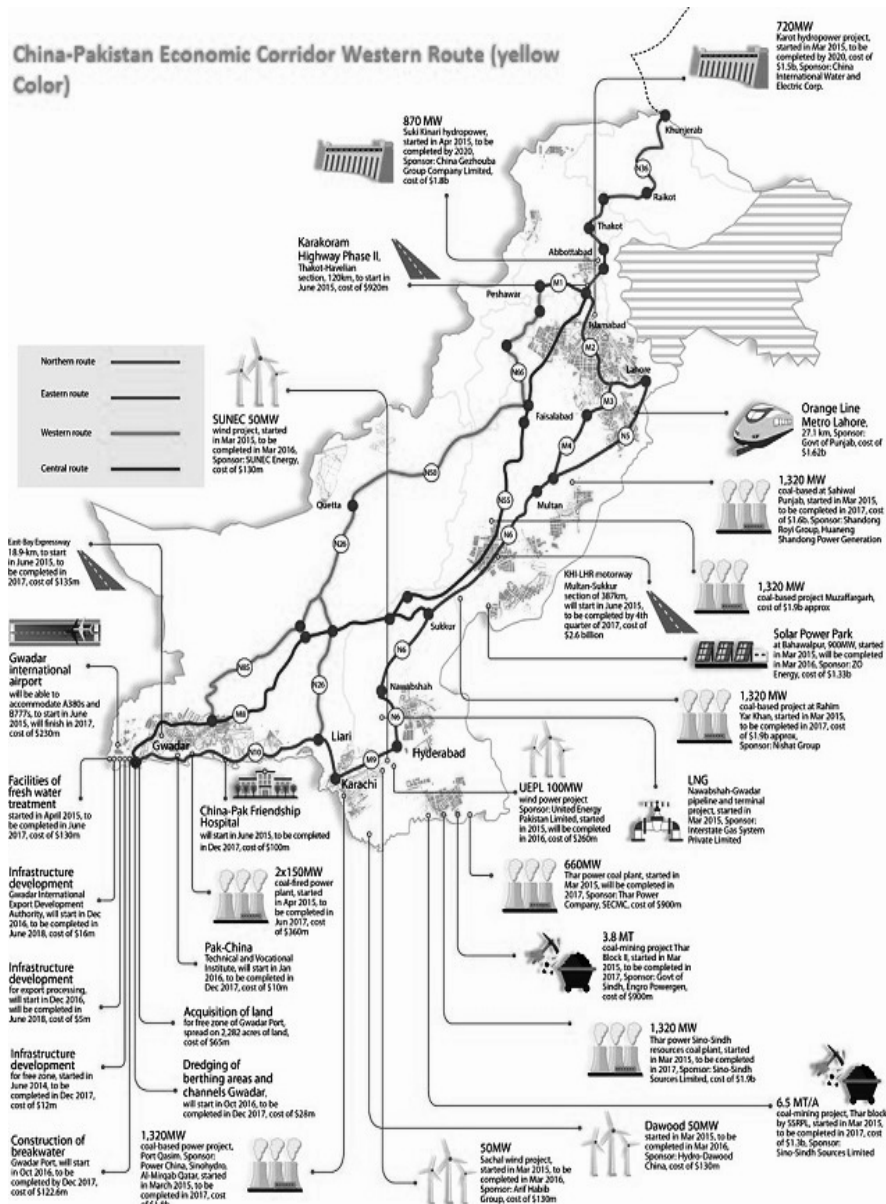 China-Pakistan Economic Corridor Western Route (yellow
Color)
720MW
Karot hydropower project,
started in Mar 2015, to be
completed by 2020, cost of
$1.5b, Sponsor: China
International Water and
Electric Corp.
870 MW
Suki Kinari hydropower,
started in Apr 2015, to be
completed by 2020,
Sponsor: China Gezhouba
Group Company Limited,
cost of $1.8b
Khunjerab
N36
Raikot
Thakot
Abbottabad
Karakoram
Highway Phase II,
Thakot-Havelian
section, 120km, to start in
June 2015, cost of $920m
Peshawar
M1
Islamabad
M2
Lahore
M3
N66
Faisalabad
M4
N5
Northern route
Eastern route
Western route
Central route
SUNEC 50MW
wind project, started
in Mar 2015, to be
completed in Mar 2016,
Sponsor: SUNEC Energy,
cost of $130m
Orange Line
Metro Lahore,
27.1 km, Sponsor:
Govt of Punjab, cost of
$1.62b
N50
Quetta
N55
Multan
N6
N26
1,320 MW
coal-based at Sahiwal
Punjab, started in Mar 2015,
to be completed in 2017, cost
of $1.6b. Sponsor: Shandong
Royi Group, Huaneng
Shandong Power Generation
East-Bay Expressway
18.9-km, to start
in June 2015, to
be completed in
2017, cost of $135m
KHI-LHR motorway
Multan-Sukkur
section of 387km,
will start in June 2015,
to be completed by 4th
quarter of 2017, cost of
$2.6 billion
1,320 MW
coal-based project Muzaffargarh,
cost of $1.9b approx
Solar Power Park
at Bahawalpur, 900MW, started
in Mar 2015, will be completed
in Mar 2016, Sponsor: ZO
Energy, cost of $1.33b
Sukkur
N6
Nawabshah
N85
N26
M8
N6
Gwadar
international
airport
will be able to
accommodate A380s and
B777s, to start in June
2015, will finish in 2017,
cost of $230m
1,320 MW
coal-based project at Rahim
Yar Khan, started in Mar 2015,
to be completed in 2017, cost
of $1.9b approx,
Sponsor: Nishat Group
Gwadar
N10
Liari
M9
Karachi
Hyderabad
Facilities of
fresh water
treatment
started in April 2015, to
be completed in June
2017, cost of $130m
China-Pak Friendship
Hospital
will start in June 2015, to be completed
in Dec 2017, cost of $100m
UEPL 100MW
wind power project
Sponsor: United Energy
Pakistan Limited, started
in 2015, will be completed
in 2016, cost of $260m
LNG
Nawabshah-Gwadar
pipeline and terminal
project, started in
Mar 2015, Sponsor:
Interstate Gas System
Private Limited
Infrastructure
development
Gwadar International
Export Development
Authority, will start in Dec
2016, to be completed in
June 2018, cost of $16m
2x150MW
coal-fired power
plant, started
in Apr 2015, to
be completed in
Jun 2017, cost
of $360m
660MW
Thar power coal plant, started in
Mar 2015, will be completed in
2017, Sponsor: Thar Power
Company, SECMC, cost of $900m
Pak-China
Technical and Vocational
Institute, will start in Jan
2016, to be completed in
Dec 2017, cost of $10m
3.8 MT
coal-mining project Thar
Block II, started in Mar
2015, to be completed in
2017, Sponsor: Govt of
Sindh, Engro Powergen,
cost of $900m
Infrastructure
development
for export processing,
will start in Dec 2016,
will be completed in
June 2018, cost of $5m
Acquisition of land
for free zone of Gwadar Port,
spread on 2,282 acres of land,
cost of $65m
1,320 MW
Thar power Sino-Sindh
resources coal plant, started
in Mar 2015, to be completed
in 2017, Sponsor: Sino-Sindh
Sources Limited, cost of $1.9b
Infrastructure
development
for free zone, started in
June 2014, to be
completed in Dec 2017,
cost of $12m
Dredging of
berthing areas and
channels Gwadar,
will start in Oct 2016, to be
completed in Dec 2017, cost of $28m
6.5 MT/A
coal-mining project, Thar block
by SSRPL, started in Mar 2015,
to be completed in 2017, cost
of $1.3b, Sponsor:
Sino-Sindh Sources Limited
Construction of
breakwater
Gwadar Port, will start
in Oct 2016, to be
completed by Dec 2017,
cost of $122.6m
1,320MW
coal-based power project,
Port Qasim. Sponsor:
Power China, Sinohydro,
Al-Mirqab Qatar, started
in March 2015, to be
completed in 2017, cost
50MW
Sachal wind project,
started in Mar 2015, to be
completed in Mar 2016,
Sponsor: Arif Habib
Group, cost of $130m
Dawood 50MW
started in Mar 2015, to be
completed in Mar 2016,
Sponsor: Hydro-Dawood
China, cost of $130m